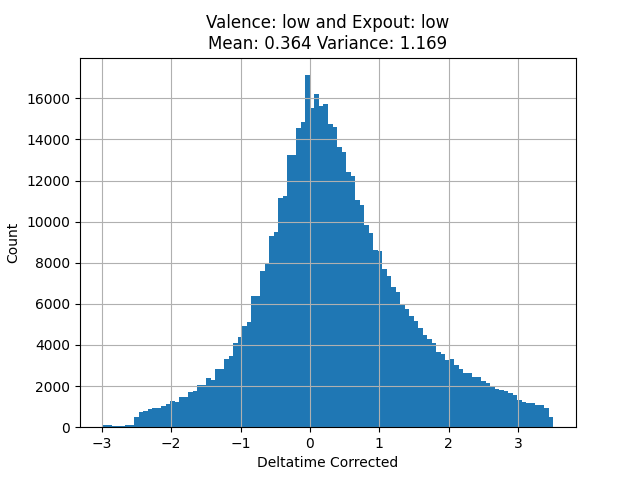 Valence: low and Expout: low
Mean: 0.364 Variance: 1.169
16000
14000
12000
10000
8000
6000
4000
2000
0
Count
−3 −2 −1 0 1 2 3
Deltatime Corrected